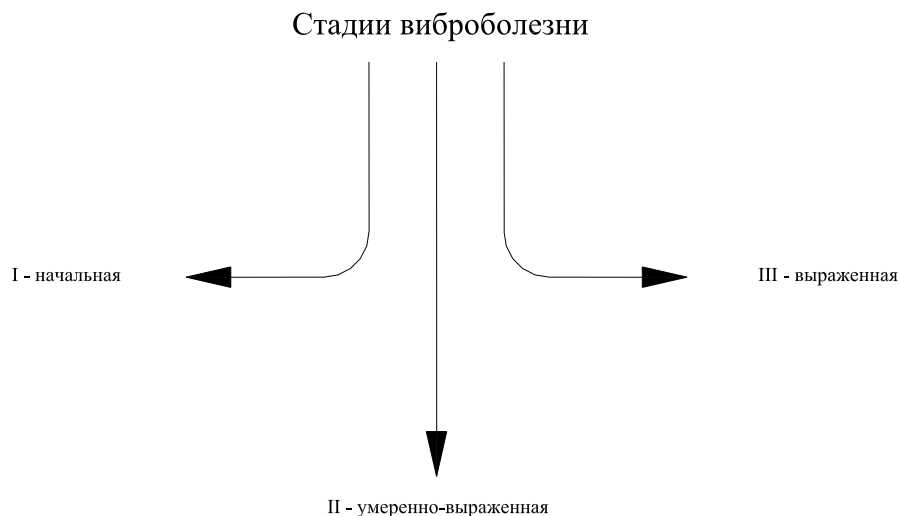 Стадии виброболезни
I - начальная
III - выраженная
II - умеренно-выраженная